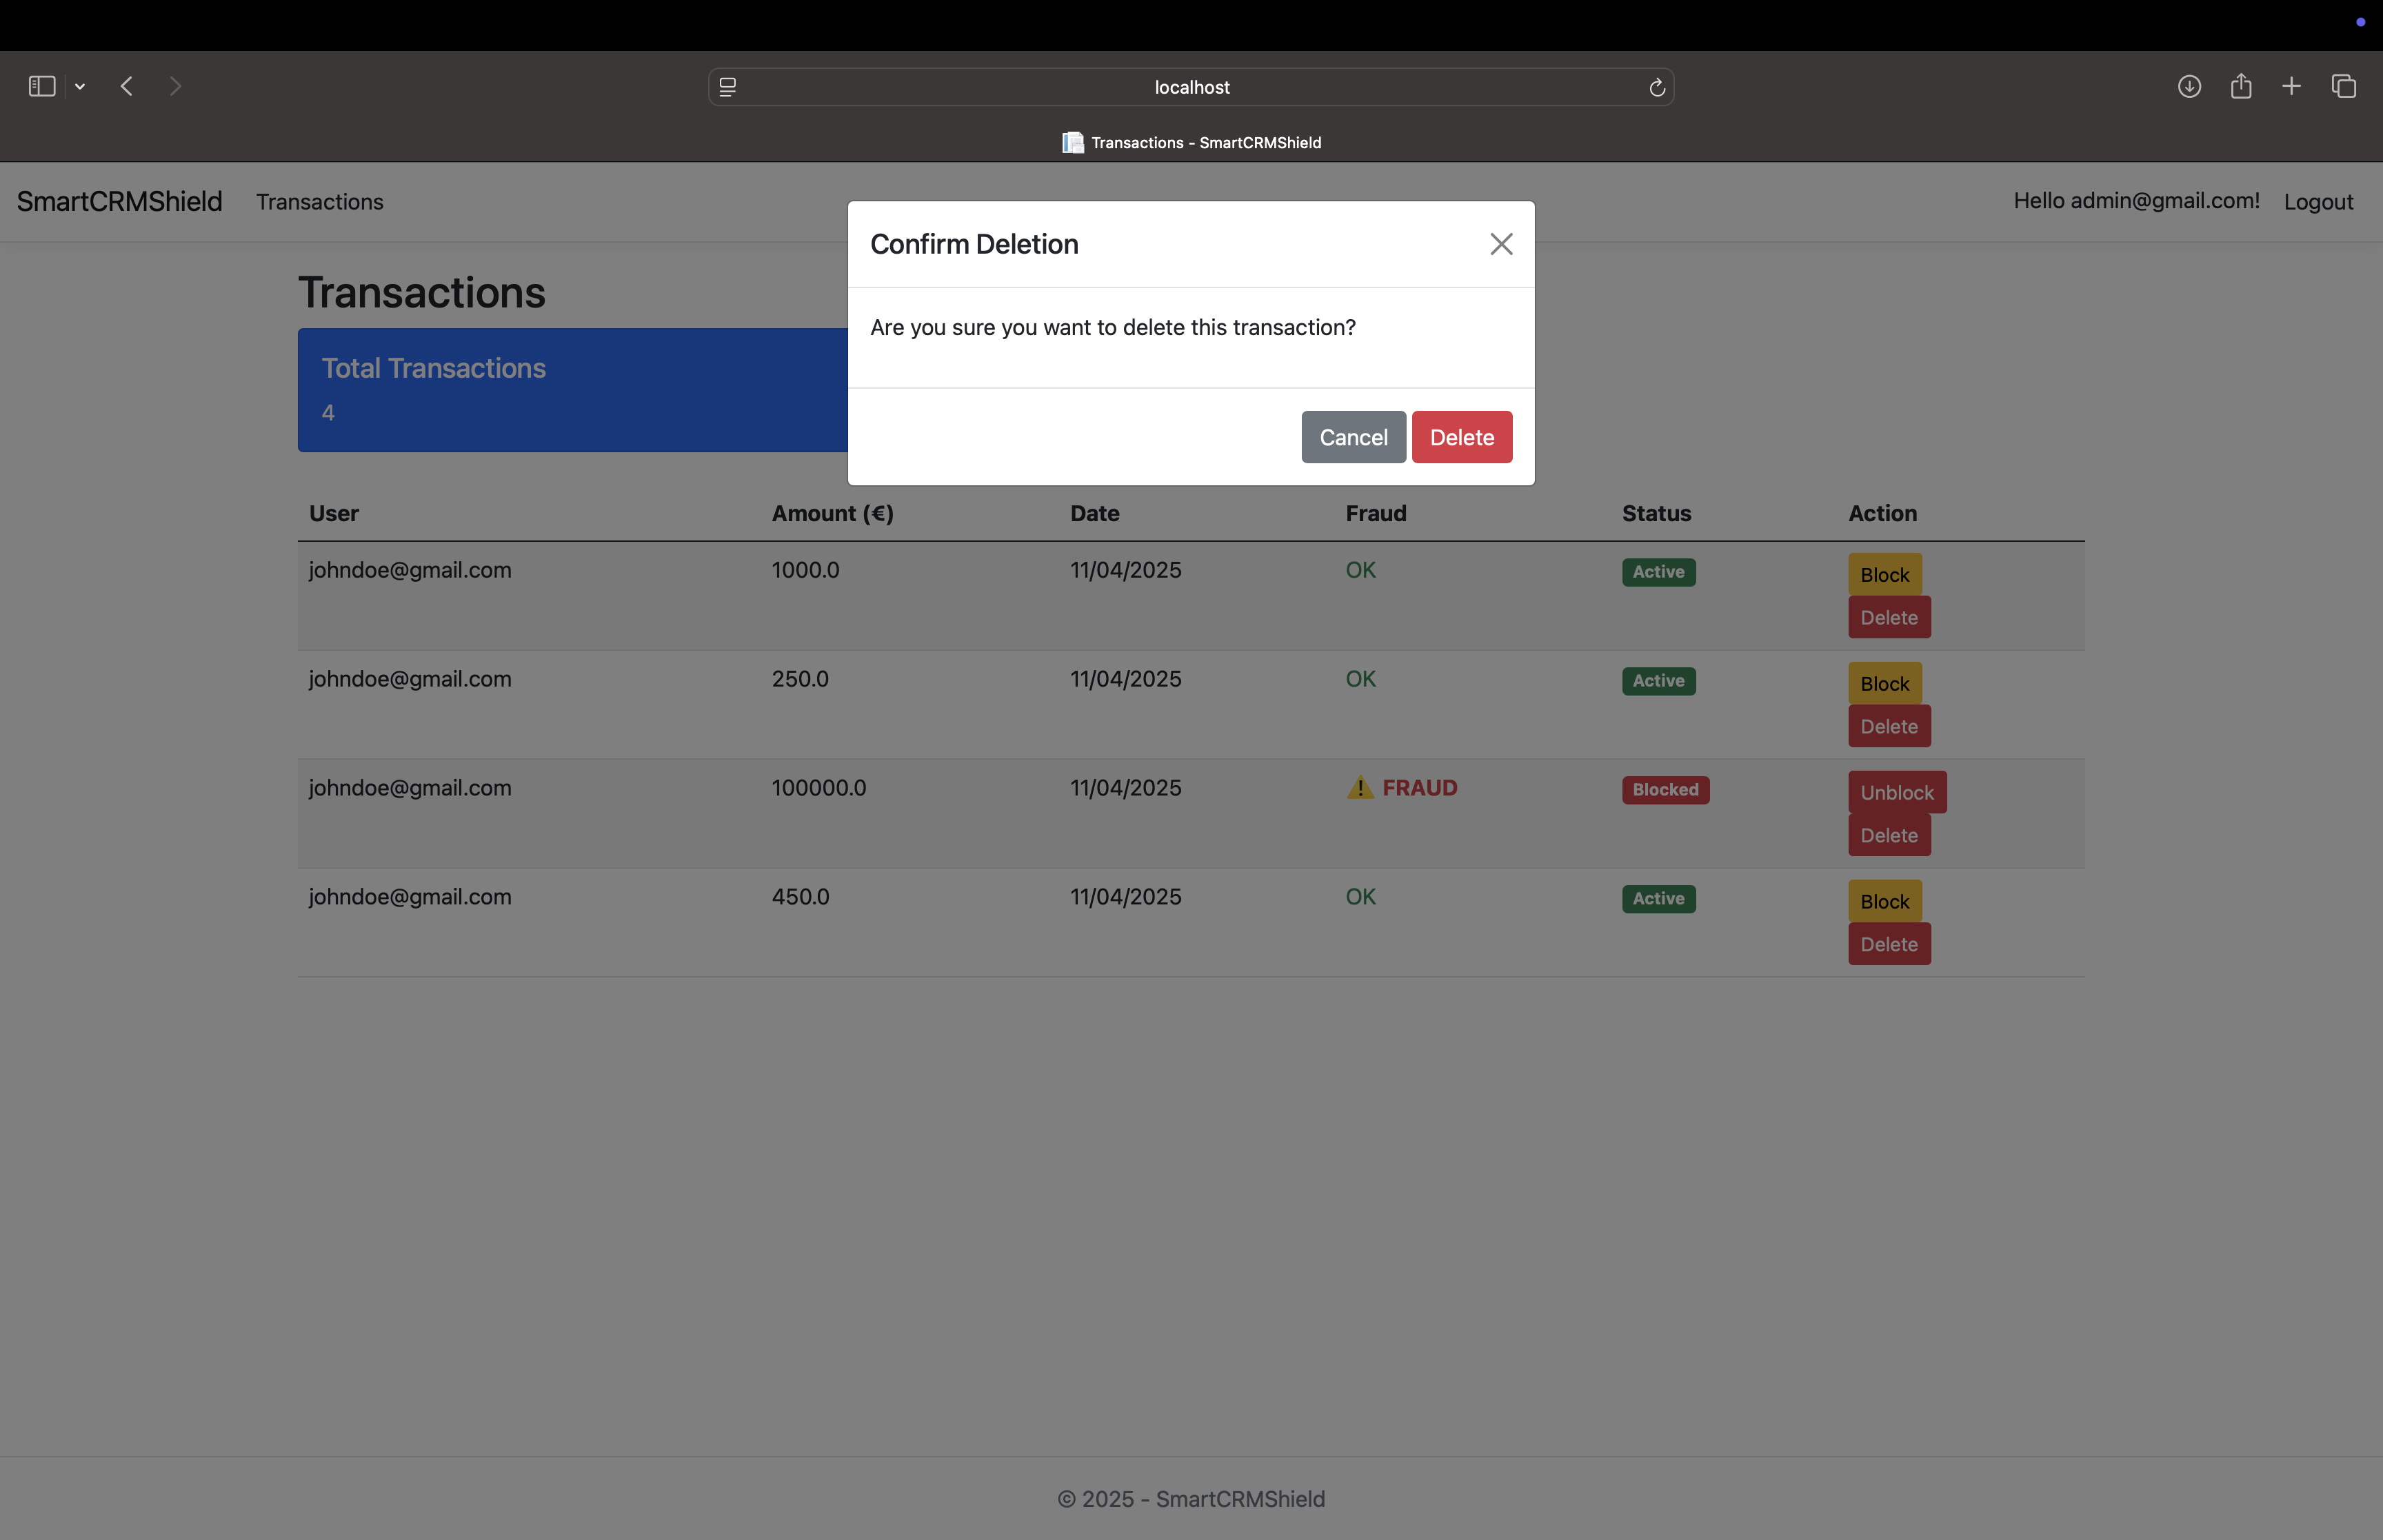 localhost
Transactions - SmartCRMShield
SmartCRMShield Transactions Hello admin@gmail.com! Logout
Confirm Deletion
Are you sure you want to delete this transaction?
Cancel Delete
Transactions
Total Transactions
4
User Amount (€) Date Fraud Status Action
johndoe@gmail.com 1000.0 11/04/2025 OK Active Block
Delete
johndoe@gmail.com 250.0 11/04/2025 OK Active Block
Delete
johndoe@gmail.com 100000.0 11/04/2025 FRAUD Blocked Unblock
Delete
johndoe@gmail.com 450.0 11/04/2025 OK Active Block
Delete
© 2025 - SmartCRMShield